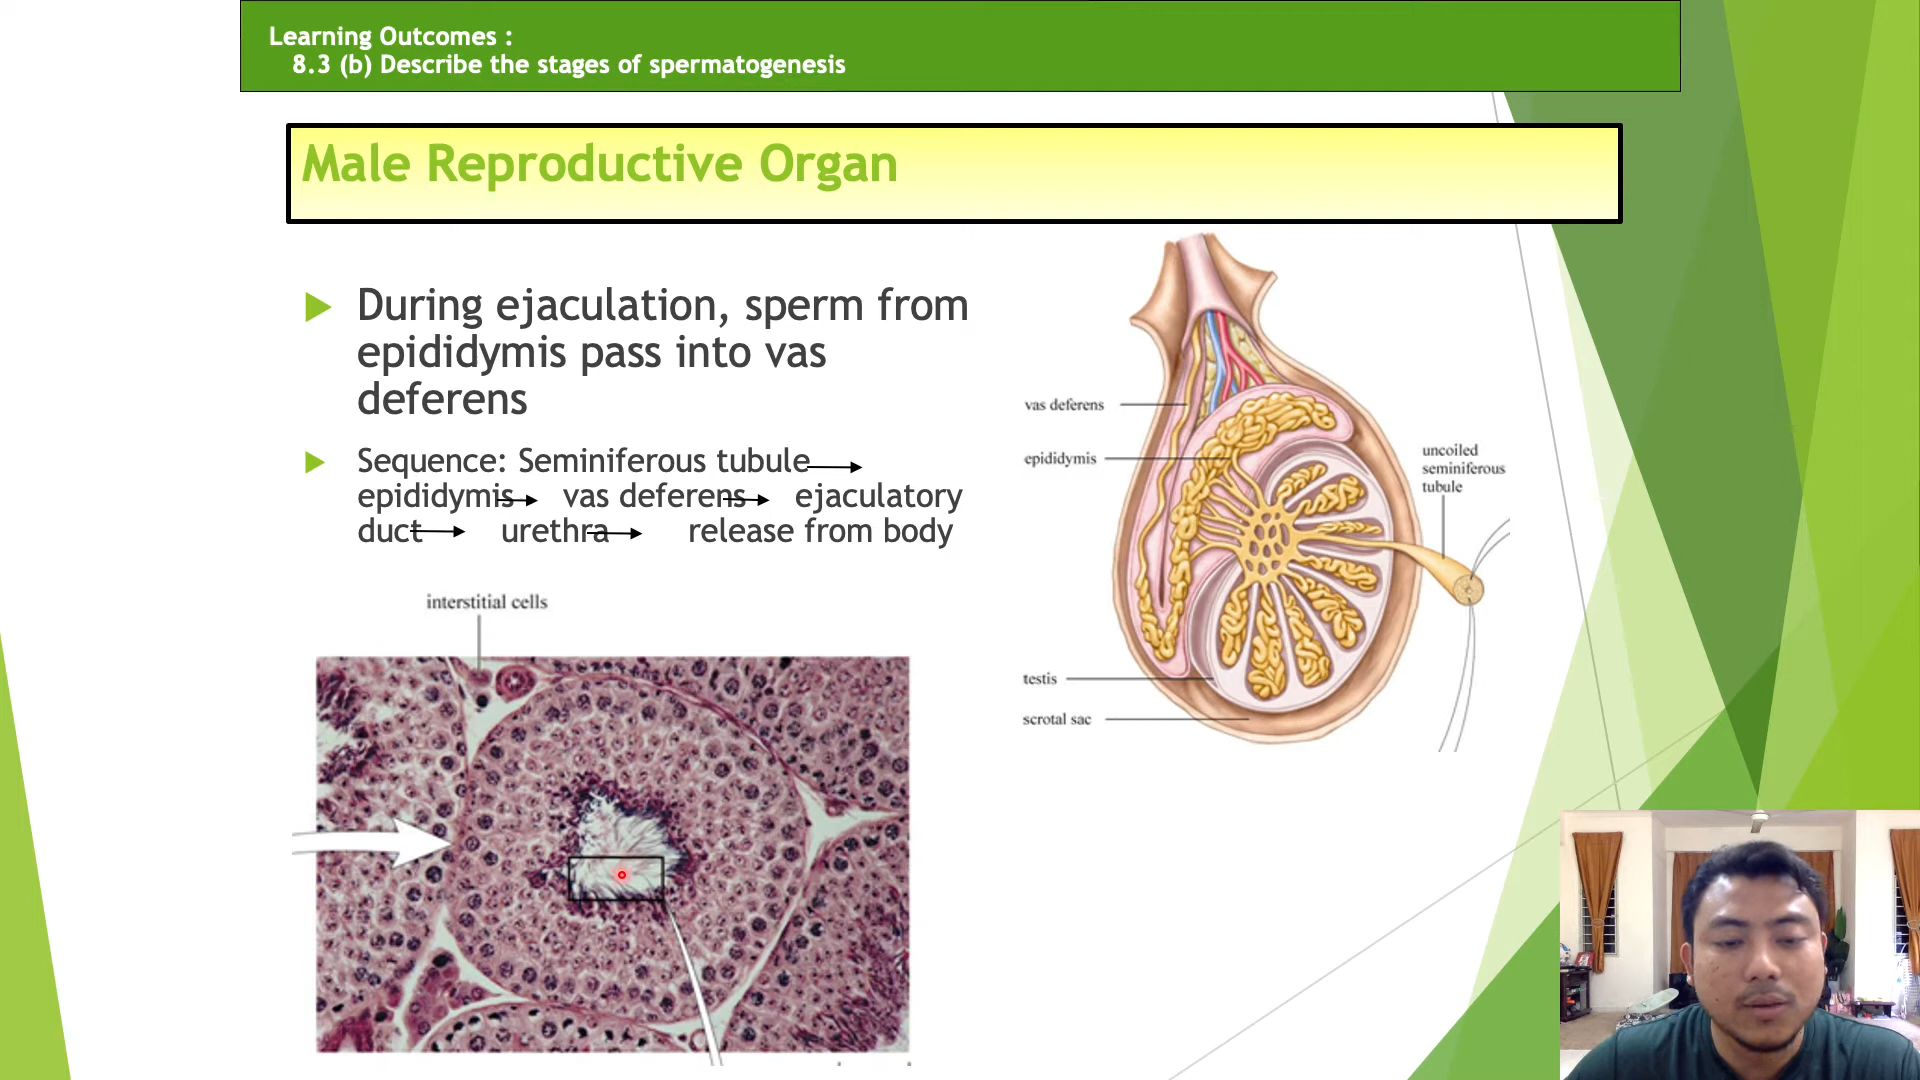 Learning Outcomes :
8.3 (b) Describe the stages of spermatogenesis
Male Reproductive Organ
During ejaculation, sperm from
epididymis pass into vas
deferens
Sequence: Seminiferous tubule
epididymis vas deferens ejaculatory
duct urethra release from body
interstitial cells
vas deferens
epididymis
uncoiled
seminiferous
tubule
testis
scrotal sac